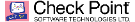 Check Point
SOFTWARE TECHNOLOGIES LTD.